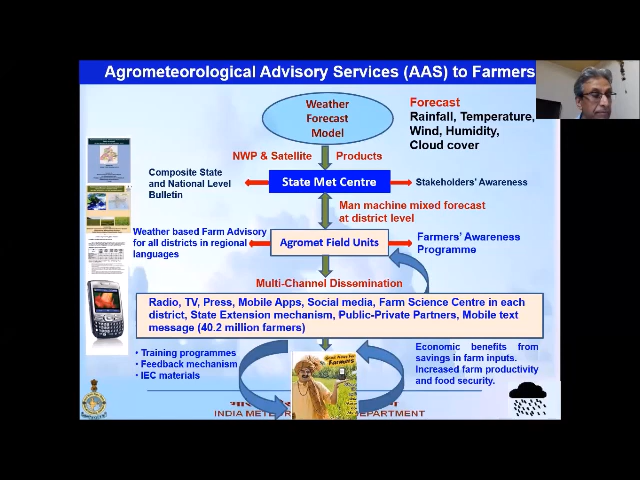 Agrometeorological Advisory Services (AAS) to Farmers
Weather
Forecast
Model
Forecast
Rainfall, Temperature,
Wind, Humidity,
Cloud cover
NWP & Satellite Products
Composite State
and National Level
Bulletin
State Met Centre
Stakeholders' Awareness
Man machine mixed forecast
at district level
Weather based Farm Advisory
for all districts in regional
languages
Agromet Field Units
Farmers' Awareness
Programme
Multi-Channel Dissemination
Radio, TV, Press, Mobile Apps, Social media, Farm Science Centre in each
district, State Extension mechanism, Public-Private Partners, Mobile text
message (40.2 million farmers)
• Training programmes
• Feedback mechanism
• IEC materials
Farmers
Economic benefits from
savings in farm inputs.
Increased farm productivity
and food security.
INDIA METE DEPARTMENT